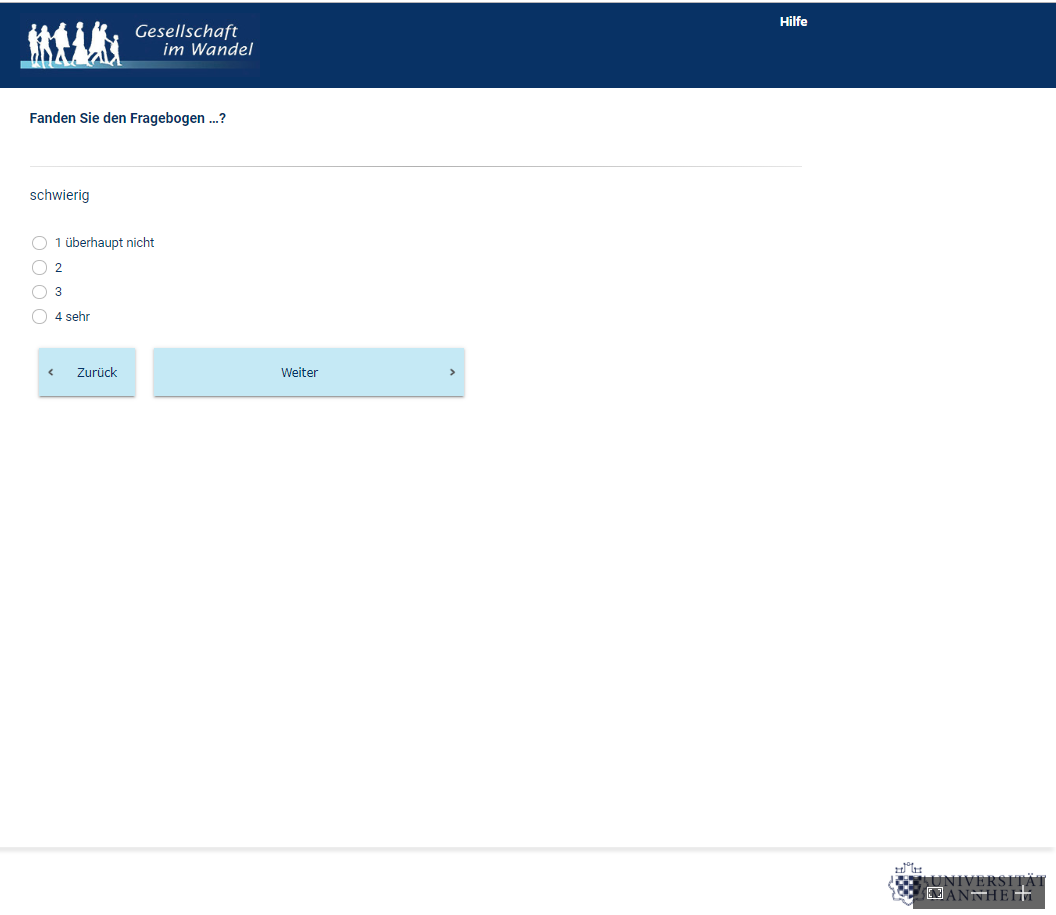 Gesellschaft
im Wandel
Hilfe
Fanden Sie den Fragebogen ...?
schwierig
1 überhaupt nicht
2
3
4 sehr
Zurück
Weiter
UNIVERSITÄT
MANNHEIM